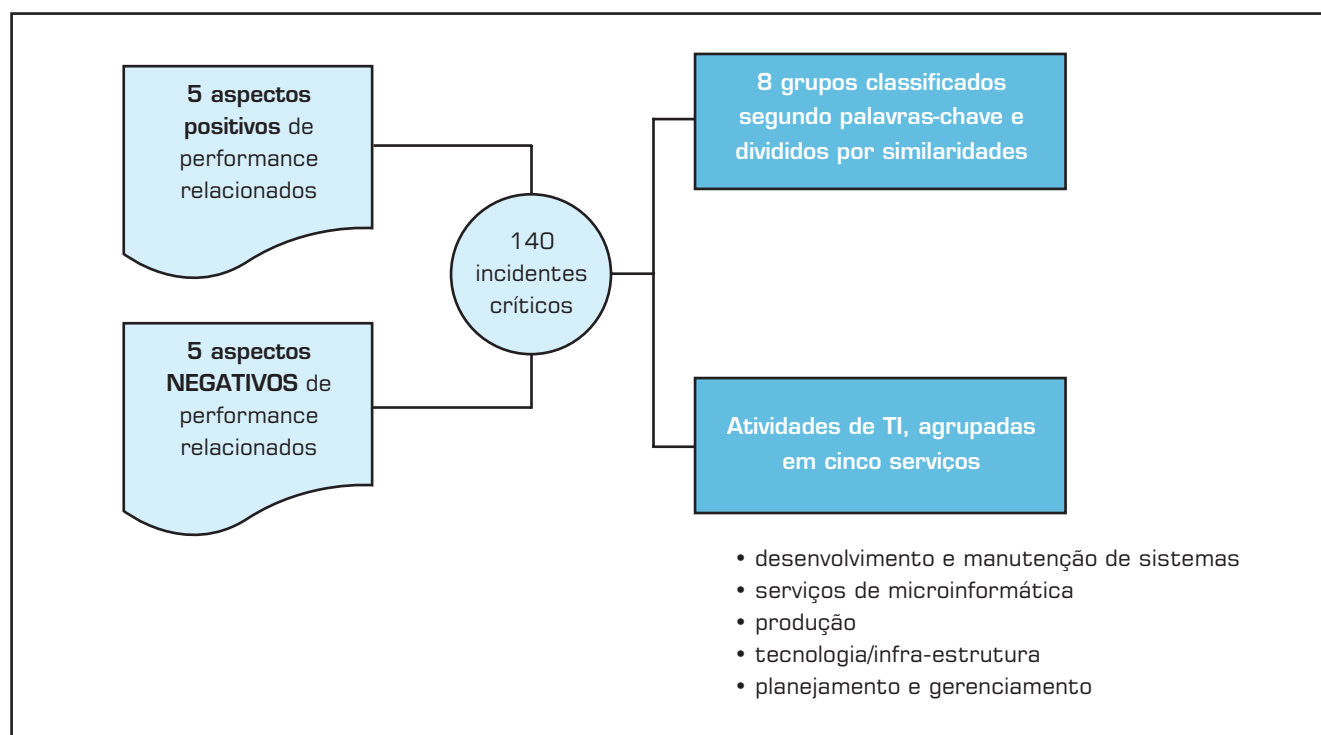 5 aspectos
positivos de
performance
relacionados
5 aspectos
NEGATIVOS de
performance
relacionados
140
incidentes
críticos
8 grupos classificados
segundo palavras-chave e
divididos por similaridades
Atividades de TI, agrupadas
em cinco serviços
• desenvolvimento e manutenção de sistemas
• serviços de microinformática
• produção
• tecnologia/infra-estrutura
• planejamento e gerenciamento